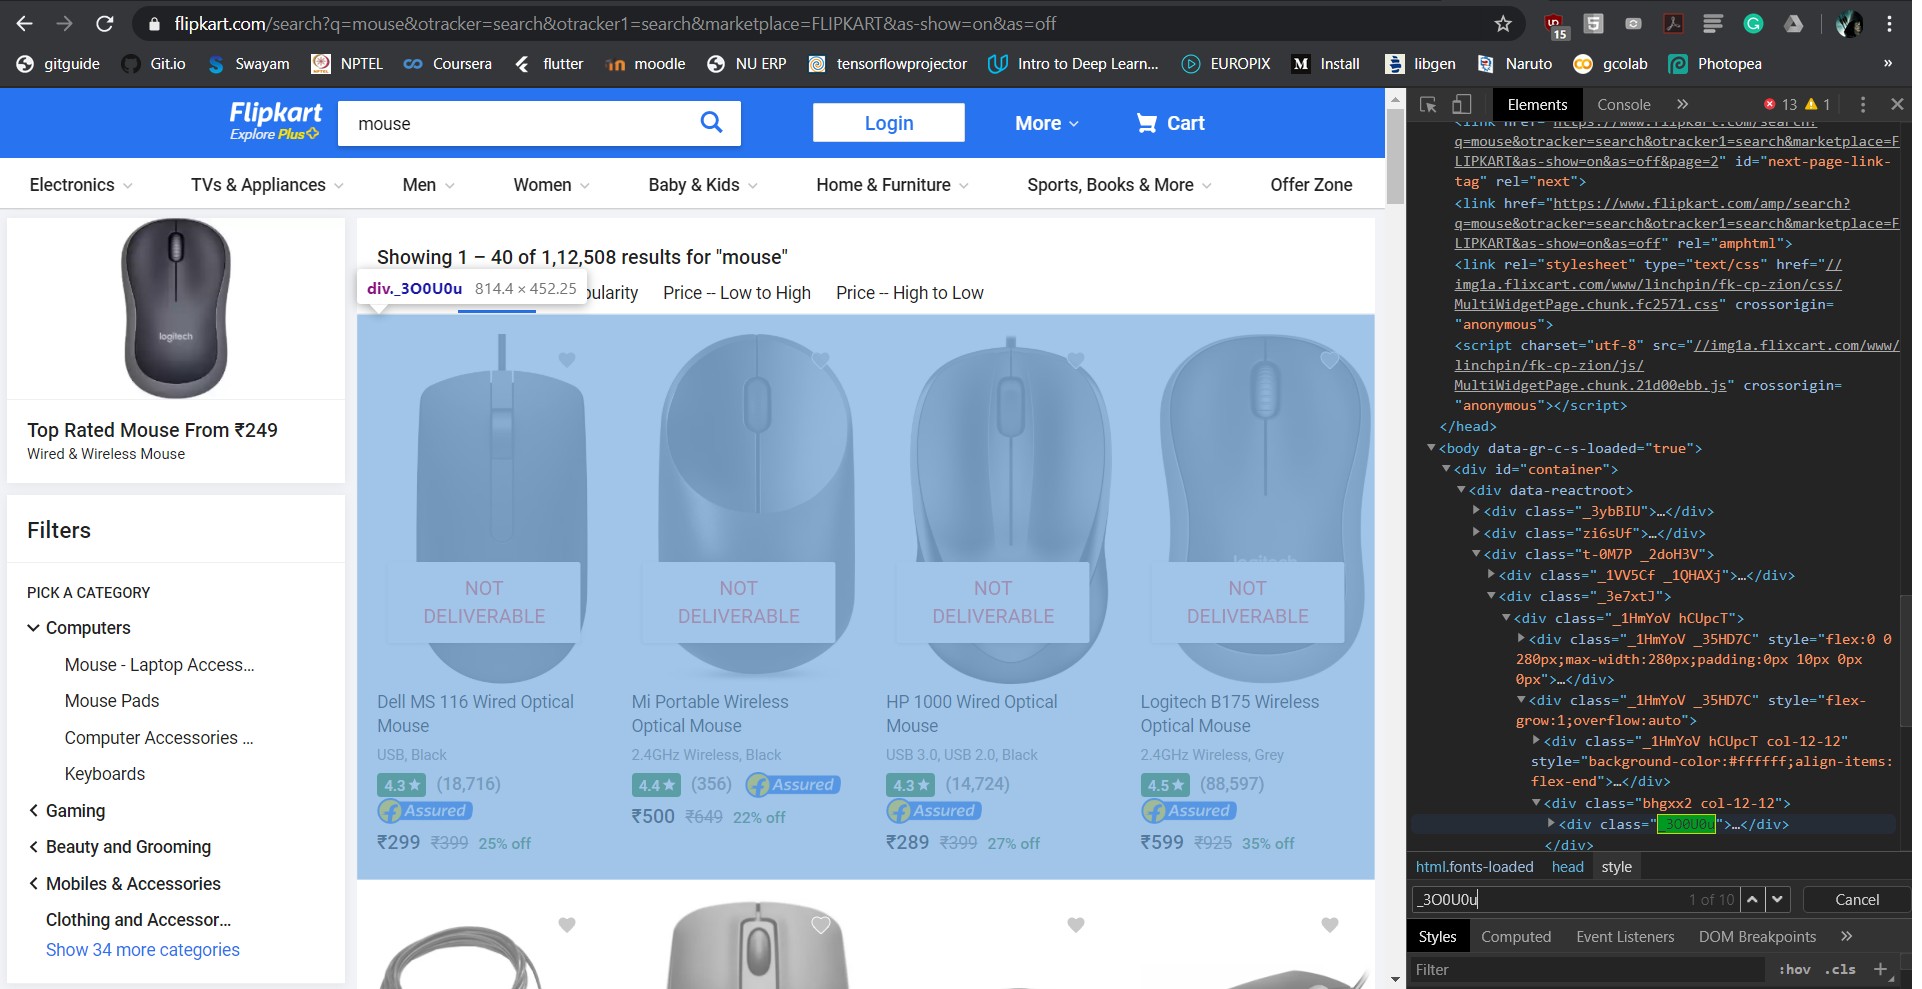 flipkart.com/search?q=mouse&otracker=search&otracker1=search&marketplace=FLIPKART&as-show=on&as=off
15
gitguide Git.io Swayam NPTEL Coursera flutter moodle NU ERP tensorflowprojector Intro to Deep Learn... EUROPIX Install libgen Naruto gcolab Photopea »
Flipkart
Explore Plus
mouse
Login
More
Cart
Electronics TVs & Appliances Men Women Baby & Kids Home & Furniture Sports, Books & More Offer Zone
logitech
Top Rated Mouse From ₹249
Wired & Wireless Mouse
Filters
PICK A CATEGORY
Computers
Mouse - Laptop Access...
Mouse Pads
Computer Accessories ...
Keyboards
Gaming
Beauty and Grooming
Mobiles & Accessories
Clothing and Accessor...
Show 34 more categories
Showing 1 – 40 of 1,12,508 results for "mouse"
div._3O0U0u 814.4 × 452.25
pularity Price -- Low to High Price -- High to Low
NOT
DELIVERABLE
Dell MS 116 Wired Optical
Mouse
USB, Black
4.3★ (18,716)
Assured
₹299 ₹399 25% off
NOT
DELIVERABLE
Mi Portable Wireless
Optical Mouse
2.4GHz Wireless, Black
4.4★ (356) Assured
₹500 ₹649 22% off
NOT
DELIVERABLE
HP 1000 Wired Optical
Mouse
USB 3.0, USB 2.0, Black
4.3★ (14,724)
Assured
₹289 ₹399 27% off
logitech
NOT
DELIVERABLE
Logitech B175 Wireless
Optical Mouse
2.4GHz Wireless, Grey
4.5★ (88,597)
Assured
₹599 ₹925 35% off
Elements Console » 13 1
<link href="https://www.flipkart.com/search?
q=mouse&otracker=search&otracker1=search&marketplace=F
LIPKART&as-show=on&as=off&page=2" id="next-page-link-
tag" rel="next">
<link href="https://www.flipkart.com/amp/search?
q=mouse&otracker=search&otracker1=search&marketplace=F
LIPKART&as-show=on&as=off" rel="amphtml">
<link rel="stylesheet" type="text/css" href="//
img1a.flixcart.com/www/linchpin/fk-cp-zion/css/
MultiWidgetPage.chunk.fc2571.css" crossorigin=
"anonymous">
<script charset="utf-8" src="//img1a.flixcart.com/www/
linchpin/fk-cp-zion/js/
MultiWidgetPage.chunk.21d00ebb.js" crossorigin=
"anonymous"></script>
</head>
<body data-gr-c-s-loaded="true">
<div id="container">
<div data-reactroot>
<div class="_3ybBIU">…</div>
<div class="zi6sUf">…</div>
<div class="t-0M7P _2doH3V">
<div class="_1VV5Cf _1QHAXj">…</div>
<div class="_3e7xtJ">
<div class="_1HmYoV hCUpcT">
<div class="_1HmYoV _35HD7C" style="flex:0 0
280px;max-width:280px;padding:0px 10px 0px
0px">…</div>
<div class="_1HmYoV _35HD7C" style="flex-
grow:1;overflow:auto">
<div class="_1HmYoV hCUpcT col-12-12"
style="background-color:#ffffff;align-items:
flex-end">…</div>
<div class="bhgxx2 col-12-12">
<div class="_3O0U0u">…</div>
</div>
html.fonts-loaded head style
_3O0U0u 1 of 10 Cancel
Styles Computed Event Listeners DOM Breakpoints »
Filter :hov .cls +